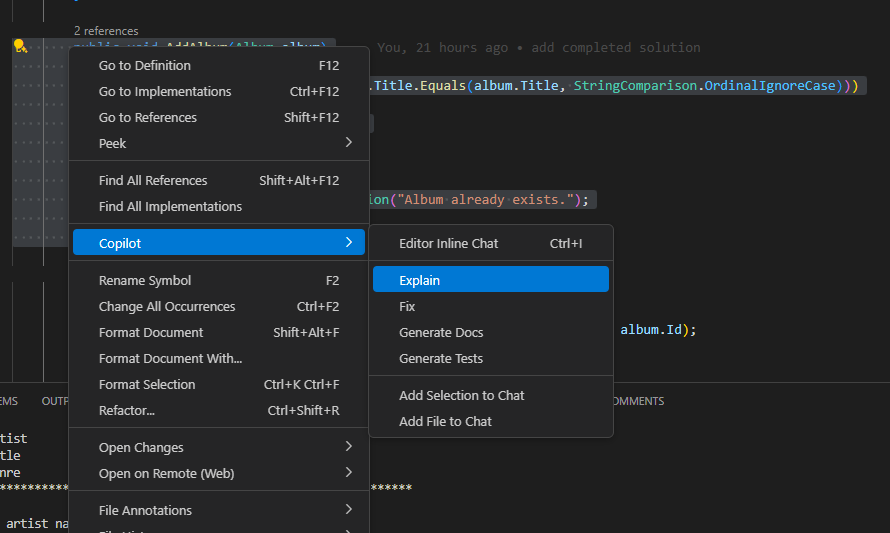 2 references
public void AddAlbum(Album album)
You, 21 hours ago • add completed solution
.Title.Equals(album.Title, StringComparison.OrdinalIgnoreCase)))
ion("Album already exists.");
album.Id);
Go to Definition F12
Go to Implementations Ctrl+F12
Go to References Shift+F12
Peek
Find All References Shift+Alt+F12
Find All Implementations
Copilot
Rename Symbol F2
Change All Occurrences Ctrl+F2
Format Document Shift+Alt+F
Format Document With...
Format Selection Ctrl+K Ctrl+F
Refactor... Ctrl+Shift+R
Open Changes
Open on Remote (Web)
File Annotations
Editor Inline Chat Ctrl+I
Explain
Fix
Generate Docs
Generate Tests
Add Selection to Chat
Add File to Chat
EMS OUTP OMMENTS
tist
tle
nre
artist na